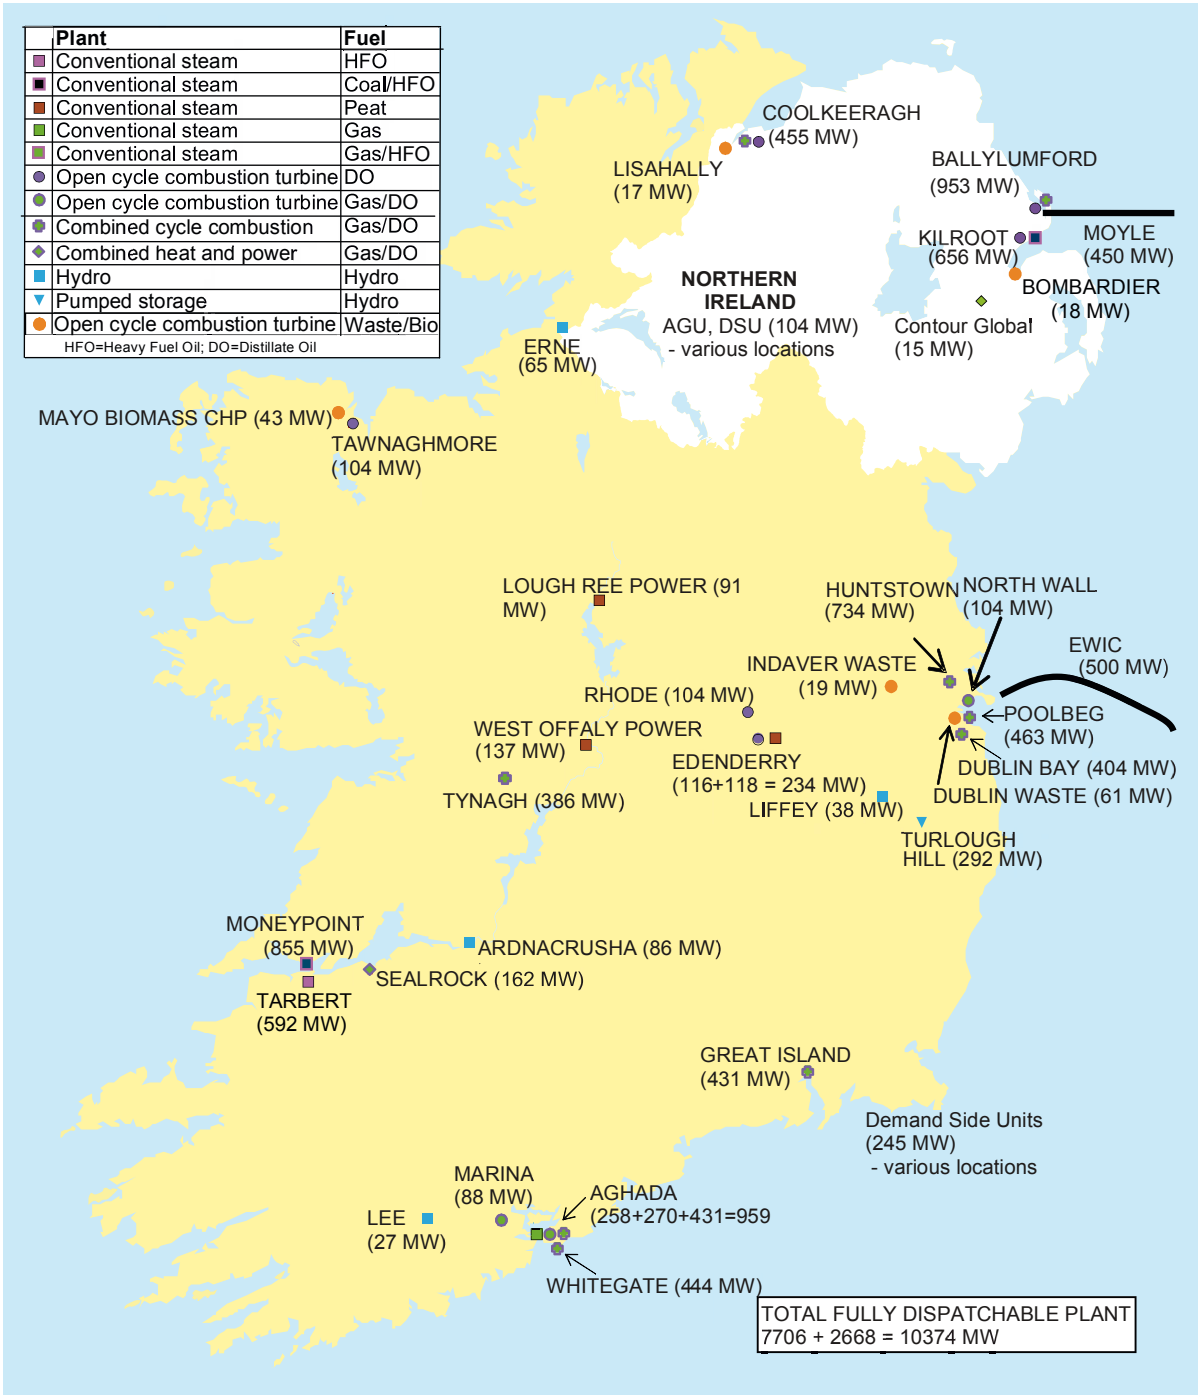 Plant Fuel
Conventional steam HFO
Conventional steam Coal/HFO
Conventional steam Peat
Conventional steam Gas
Conventional steam Gas/HFO
Open cycle combustion turbine DO
Open cycle combustion turbine Gas/DO
Combined cycle combustion Gas/DO
Combined heat and power Gas/DO
Hydro Hydro
Pumped storage Hydro
Open cycle combustion turbine Waste/Bio
HFO=Heavy Fuel Oil; DO=Distillate Oil
COOLKEERAGH
(455 MW)
LISAHALLY
(17 MW)
BALLYLUMFORD
(953 MW)
MOYLE
(450 MW)
KILROOT
(656 MW)
BOMBARDIER
(18 MW)
NORTHERN
IRELAND
AGU, DSU (104 MW)
- various locations
Contour Global
(15 MW)
ERNE
(65 MW)
MAYO BIOMASS CHP (43 MW)
TAWNAGHMORE
(104 MW)
LOUGH REE POWER (91
MW)
HUNTSTOWN
(734 MW)
NORTH WALL
(104 MW)
EWIC
(500 MW)
INDAVER WASTE
(19 MW)
RHODE (104 MW)
WEST OFFALY POWER
(137 MW)
POOLBEG
(463 MW)
EDENDERRY
(116+118 = 234 MW)
DUBLIN BAY (404 MW)
TYNAGH (386 MW)
DUBLIN WASTE (61 MW)
LIFFEY (38 MW)
TURLOUGH
HILL (292 MW)
MONEYPOINT
(855 MW)
ARDNACRUSHA (86 MW)
SEALROCK (162 MW)
TARBERT
(592 MW)
GREAT ISLAND
(431 MW)
Demand Side Units
(245 MW)
- various locations
MARINA
(88 MW)
AGHADA
(258+270+431=959
LEE
(27 MW)
WHITEGATE (444 MW)
TOTAL FULLY DISPATCHABLE PLANT
7706 + 2668 = 10374 MW